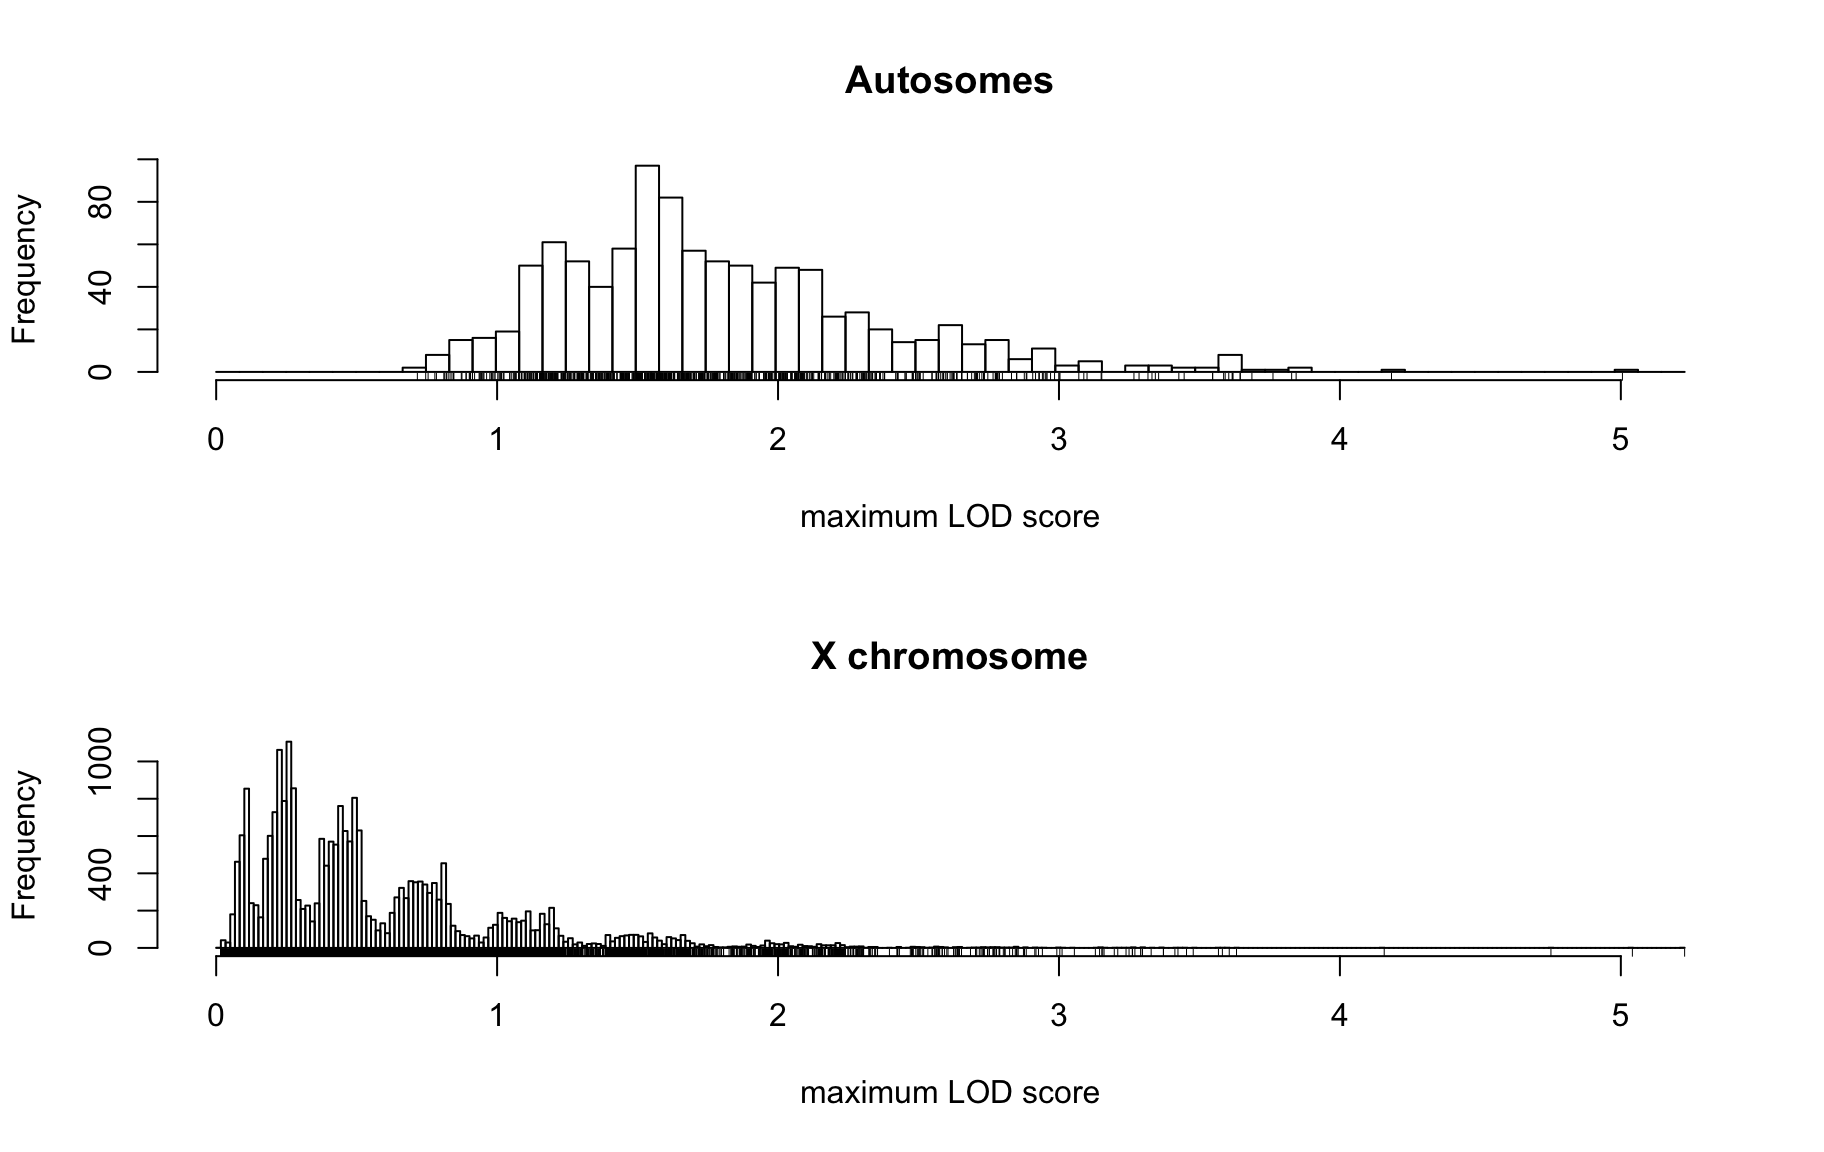 Autosomes
Frequency
0
40
80
0 1 2 3 4 5
maximum LOD score
X chromosome
Frequency
0
400
1000
0 1 2 3 4 5
maximum LOD score